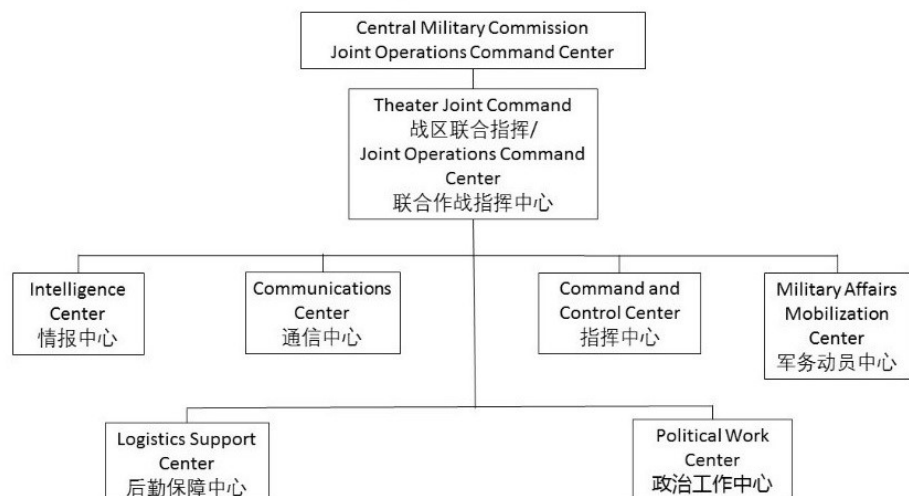 Central Military Commission
Joint Operations Command Center
Theater Joint Command
战区联合指挥/
Joint Operations Command
Center
联合作战指挥中心
Intelligence
Center
情报中心
Communications
Center
通信中心
Command and
Control Center
指挥中心
Military Affairs
Mobilization
Center
军务动员中心
Logistics Support
Center
后勤保障中心
Political Work
Center
政治工作中心